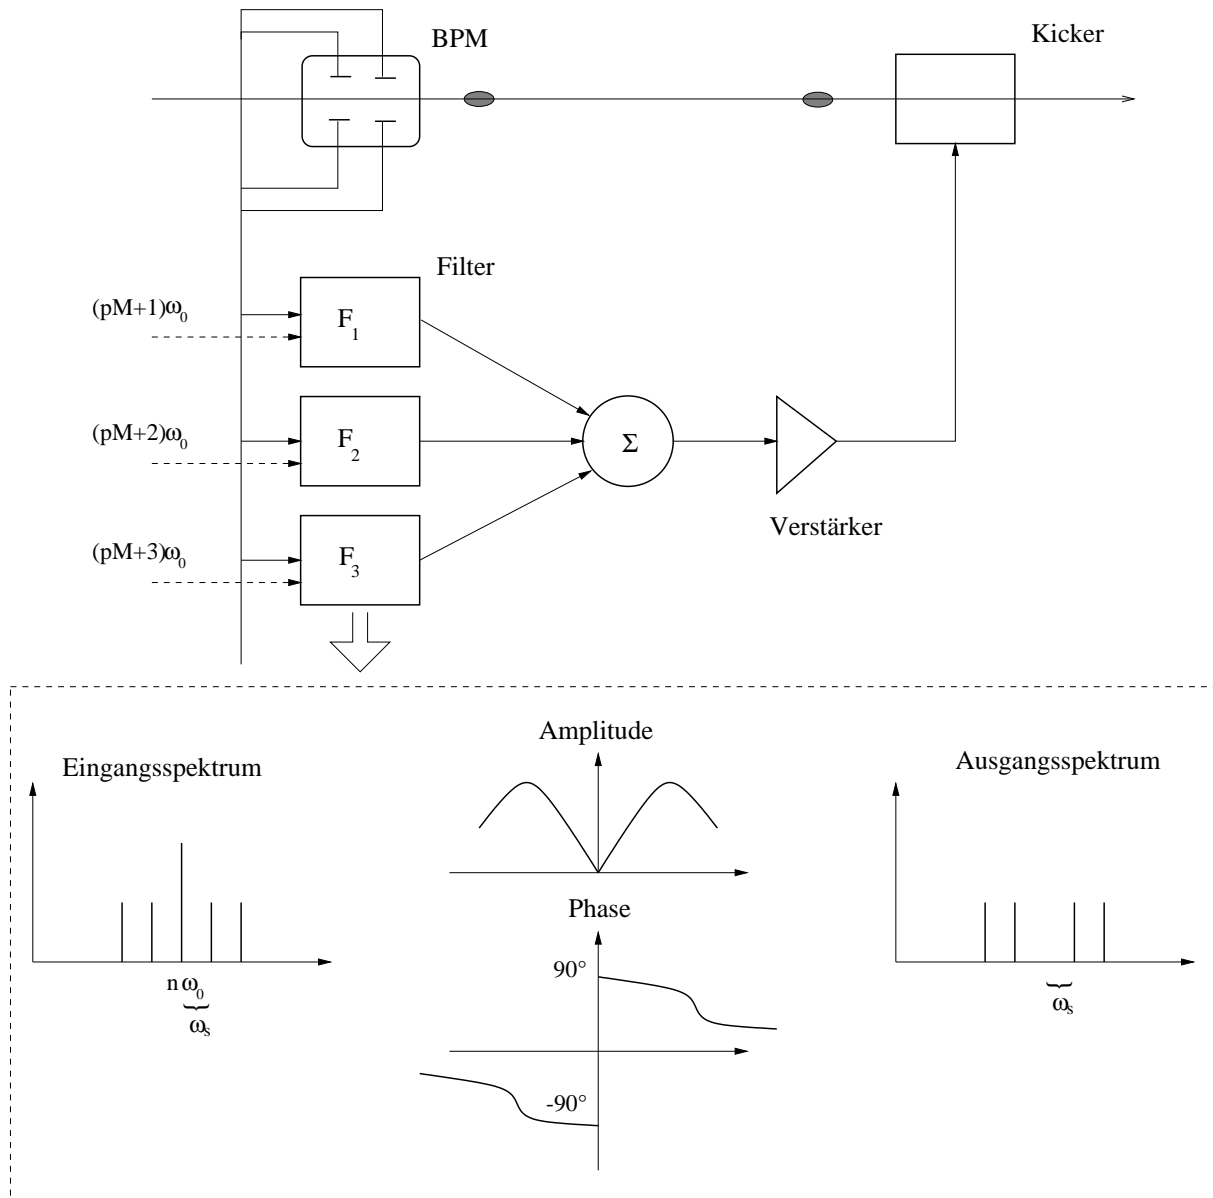 BPM
Kicker
Filter
(pM+1)ω₀
F₁
(pM+2)ω₀
F₂
Σ
Verstärker
(pM+3)ω₀
F₃
Amplitude
Eingangsspektrum
Ausgangsspektrum
Phase
90°
nω₀
ωₛ
ωₛ
-90°